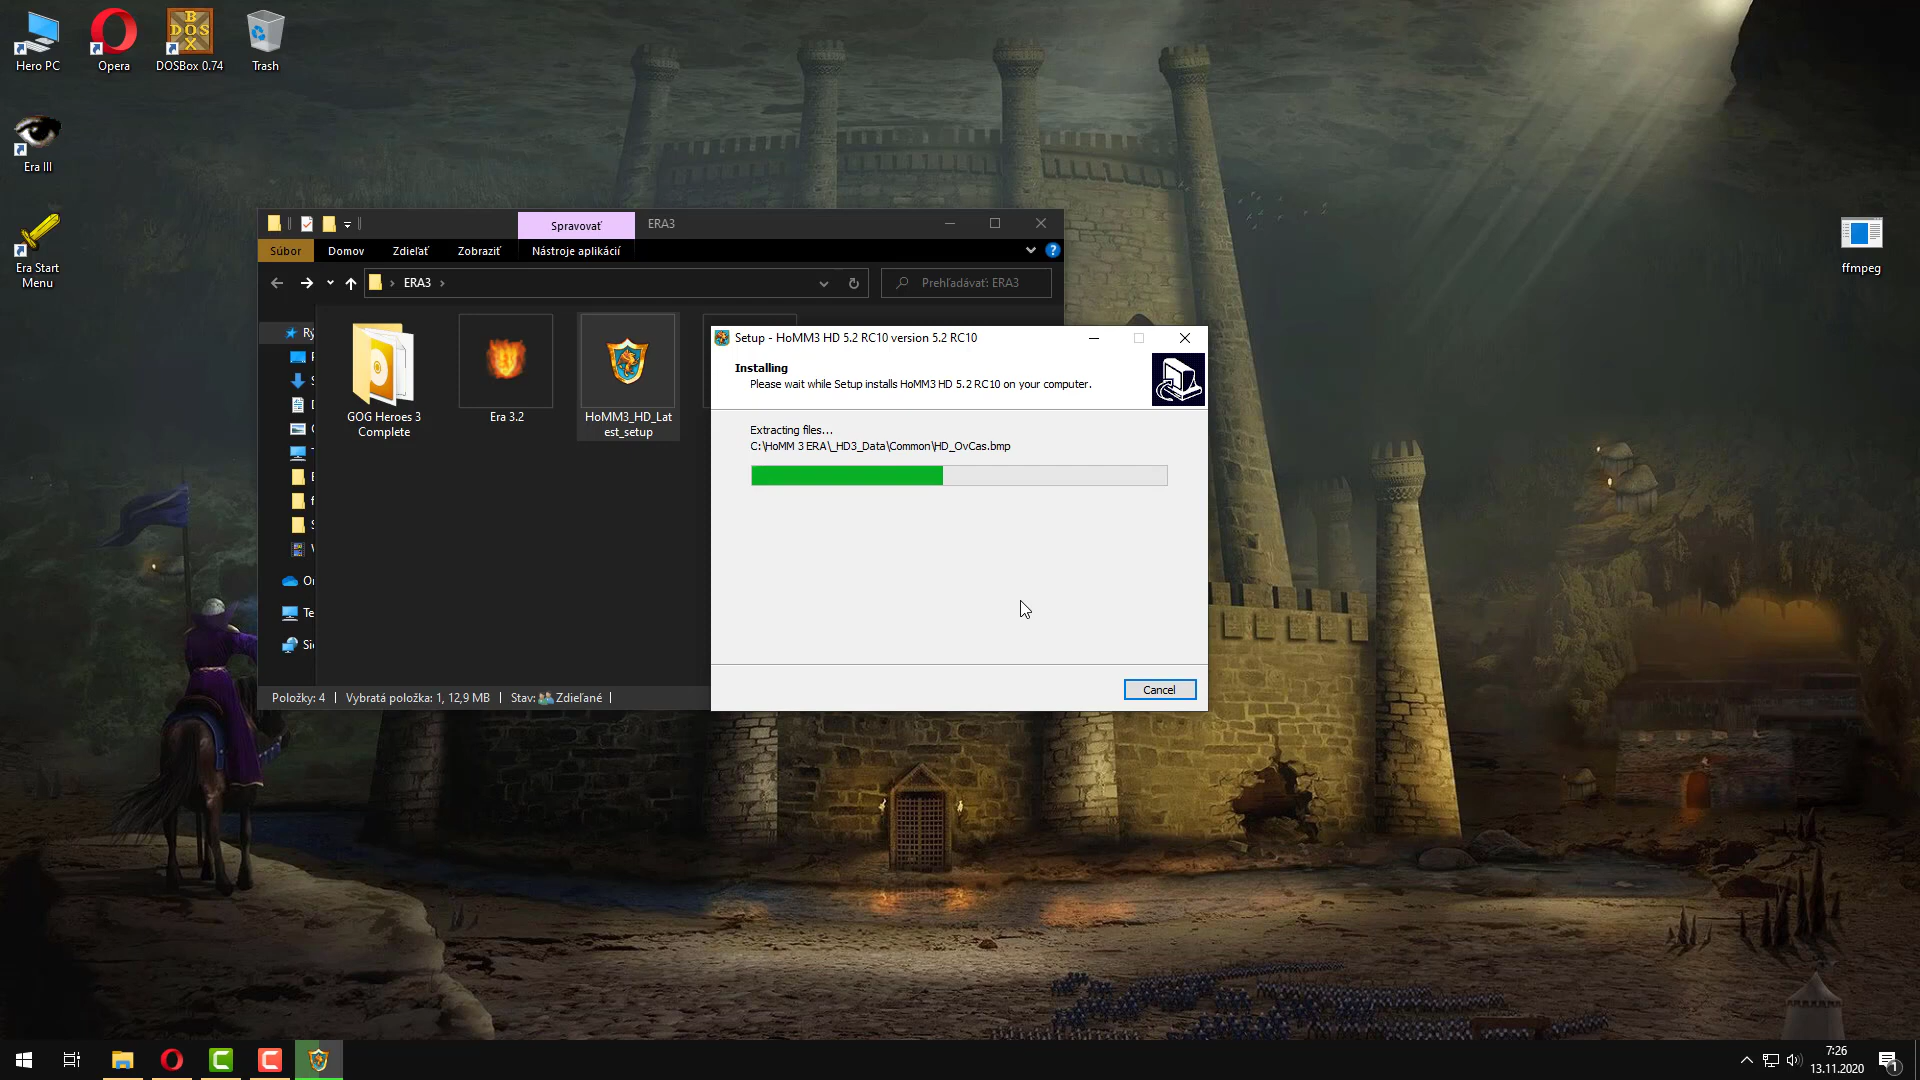 Hero PC
Opera
DOSBox 0.74
Trash
Era III
Era Start
Menu
ffmpeg
Spravovať
ERA3
Súbor
Domov
Zdieľať
Zobraziť
Nástroje aplikácií
ERA3
Prehľadávať: ERA3
GOG Heroes 3
Complete
Era 3.2
HoMM3_HD_Lat
est_setup
Položky: 4
Vybratá položka: 1, 12,9 MB
Stav:
Zdieľané
Setup - HoMM3 HD 5.2 RC10 version 5.2 RC10
Installing
Please wait while Setup installs HoMM3 HD 5.2 RC10 on your computer.
Extracting files...
C:\HoMM 3 ERA\_HD3_Data\Common\HD_OvCas.bmp
Cancel
7:26
13.11.2020
1